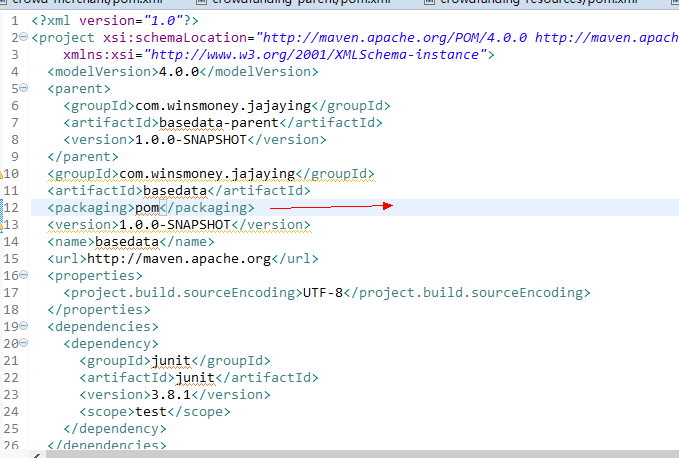 crowd-merchant/pom.xml crowdfunding-parent/pom.xml crowdfunding-resources/pom.xml
1 <?xml version="1.0"?>
2 <project xsi:schemaLocation="http://maven.apache.org/POM/4.0.0 http://maven.apach
3 xmlns:xsi="http://www.w3.org/2001/XMLSchema-instance">
4 <modelVersion>4.0.0</modelVersion>
5 <parent>
6 <groupId>com.winsmoney.jajaying</groupId>
7 <artifactId>basedata-parent</artifactId>
8 <version>1.0.0-SNAPSHOT</version>
9 </parent>
10 <groupId>com.winsmoney.jajaying</groupId>
11 <artifactId>basedata</artifactId>
12 <packaging>pom</packaging>
13 <version>1.0.0-SNAPSHOT</version>
14 <name>basedata</name>
15 <url>http://maven.apache.org</url>
16 <properties>
17 <project.build.sourceEncoding>UTF-8</project.build.sourceEncoding>
18 </properties>
19 <dependencies>
20 <dependency>
21 <groupId>junit</groupId>
22 <artifactId>junit</artifactId>
23 <version>3.8.1</version>
24 <scope>test</scope>
25 </dependency>
26 </dependencies>